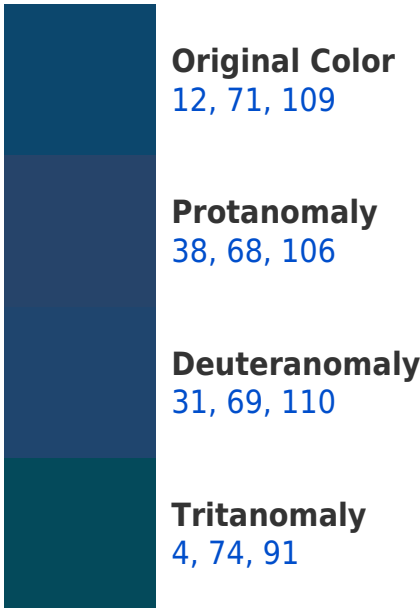 Original Color
12, 71, 109
Protanomaly
38, 68, 106
Deuteranomaly
31, 69, 110
Tritanomaly
4, 74, 91